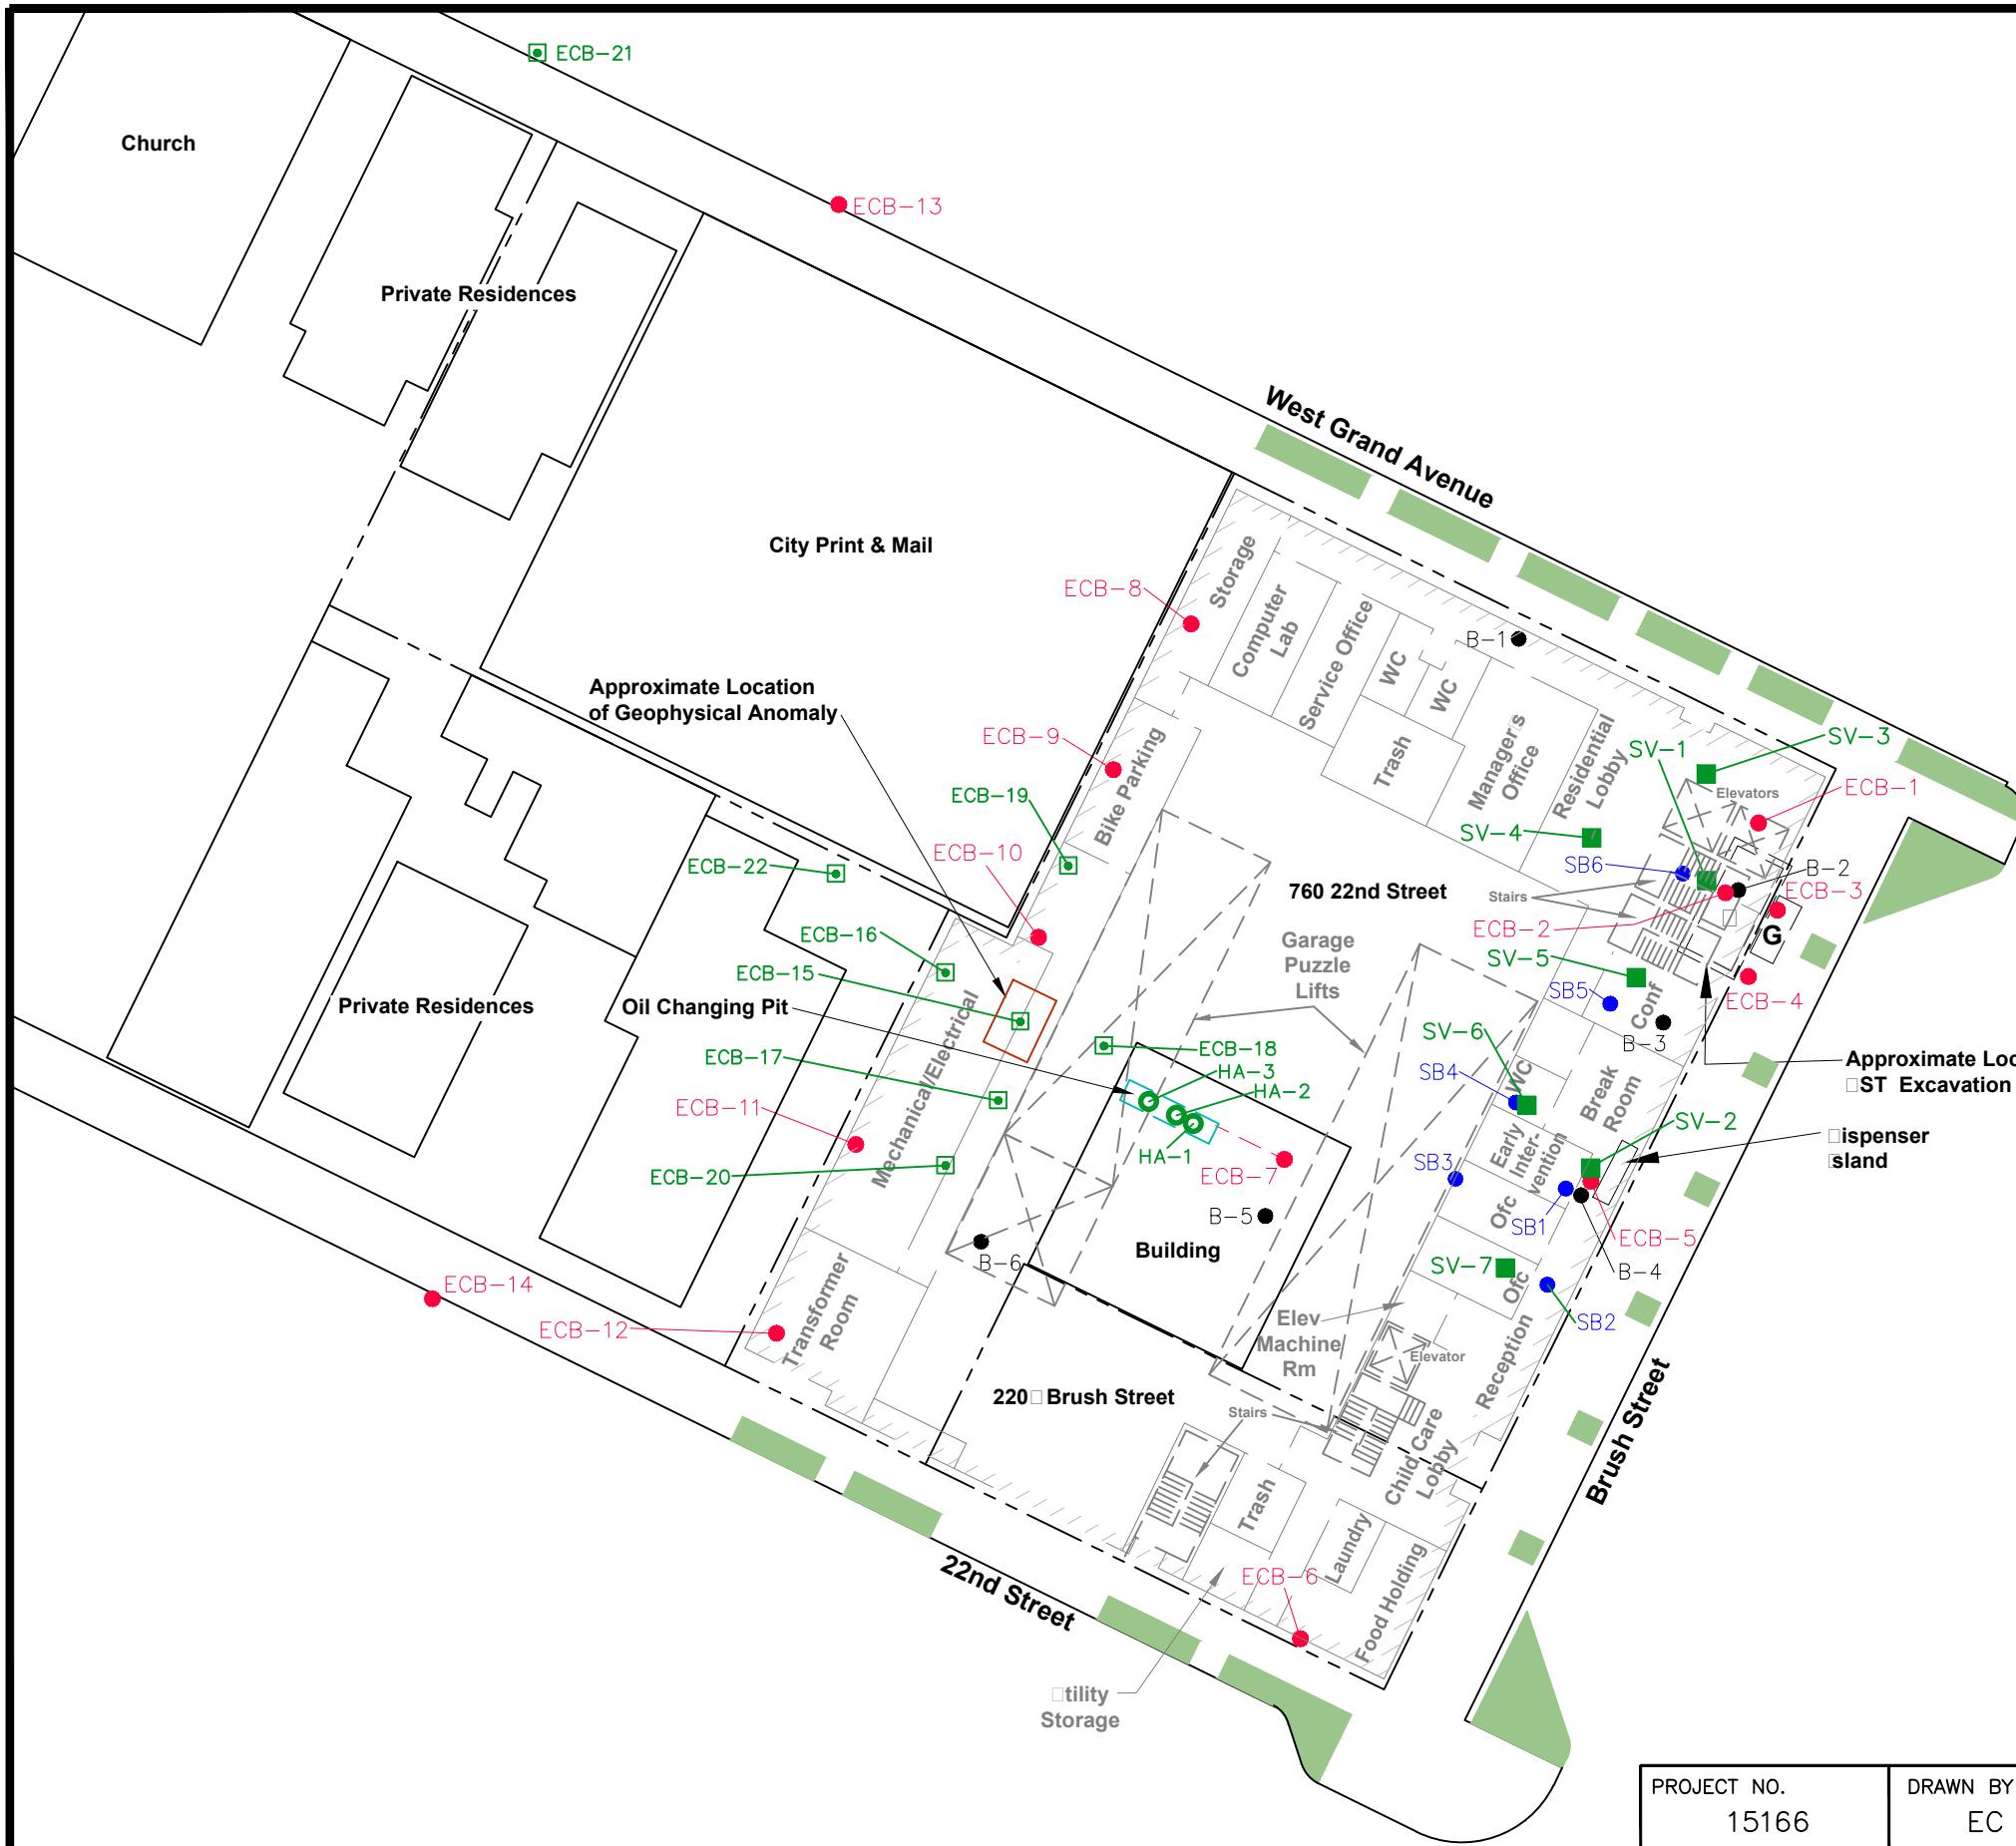 ECB-21
Church
ECB-13
Private Residences
West Grand Avenue
City Print & Mail
Storage
ECB-8
Computer
Lab
Service Office
WC
WC
B-1
Trash
Manager□s
Office
Residential
Lobby
Approximate Location
of Geophysical Anomaly
ECB-9
Bike Parking
SV-3
SV-1
Elevators
ECB-1
ECB-19
SV-4
SB6
ECB-10
ECB-22
B-2
760 22nd Street
Stairs
ECB-3
ECB-2
G
ECB-16
Garage
Puzzle
Lifts
SV-5
ECB-15
SB5
Conf
ECB-4
Private Residences
Oil Changing Pit
Mechanical/Electrical
SV-6
B-3
ECB-18
ECB-17
HA-3
HA-2
SB4
WC
Break
Room
Approximate Loc
□ST Excavation
ECB-11
SV-2
□ispenser
□sland
HA-1
Early
Inter-
vention
ECB-7
SB3
ECB-20
Ofc
SB1
B-5
ECB-5
Building
B-6
B-4
SV-7
Ofc
ECB-14
SB2
ECB-12
Transformer
Room
Elev
Machine
Rm
Elevator
Reception
220□ Brush Street
Stairs
Child Care
Lobby
Brush Street
Trash
Laundry
Food Holding
22nd Street
ECB-6
□tility
Storage
PROJECT NO.
15166
DRAWN BY
EC